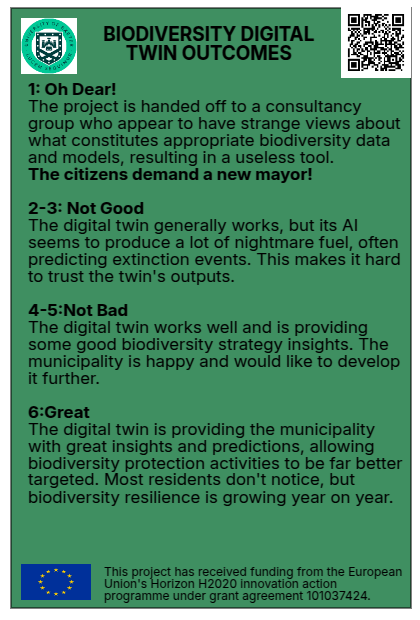 BIODIVERSITY DIGITAL
TWIN OUTCOMES
1: Oh Dear!
The project is handed off to a consultancy
group who appear to have strange views about
what constitutes appropriate biodiversity data
and models, resulting in a useless tool.
The citizens demand a new mayor!
2-3: Not Good
The digital twin generally works, but its AI
seems to produce a lot of nightmare fuel, often
predicting extinction events. This makes it hard
to trust the twin's outputs.
4-5:Not Bad
The digital twin works well and is providing
some good biodiversity strategy insights. The
municipality is happy and would like to develop
it further.
6:Great
The digital twin is providing the municipality
with great insights and predictions, allowing
biodiversity protection activities to be far better
targeted. Most residents don't notice, but
biodiversity resilience is growing year on year.
This project has received funding from the European
Union's Horizon H2020 innovation action
programme under grant agreement 101037424.